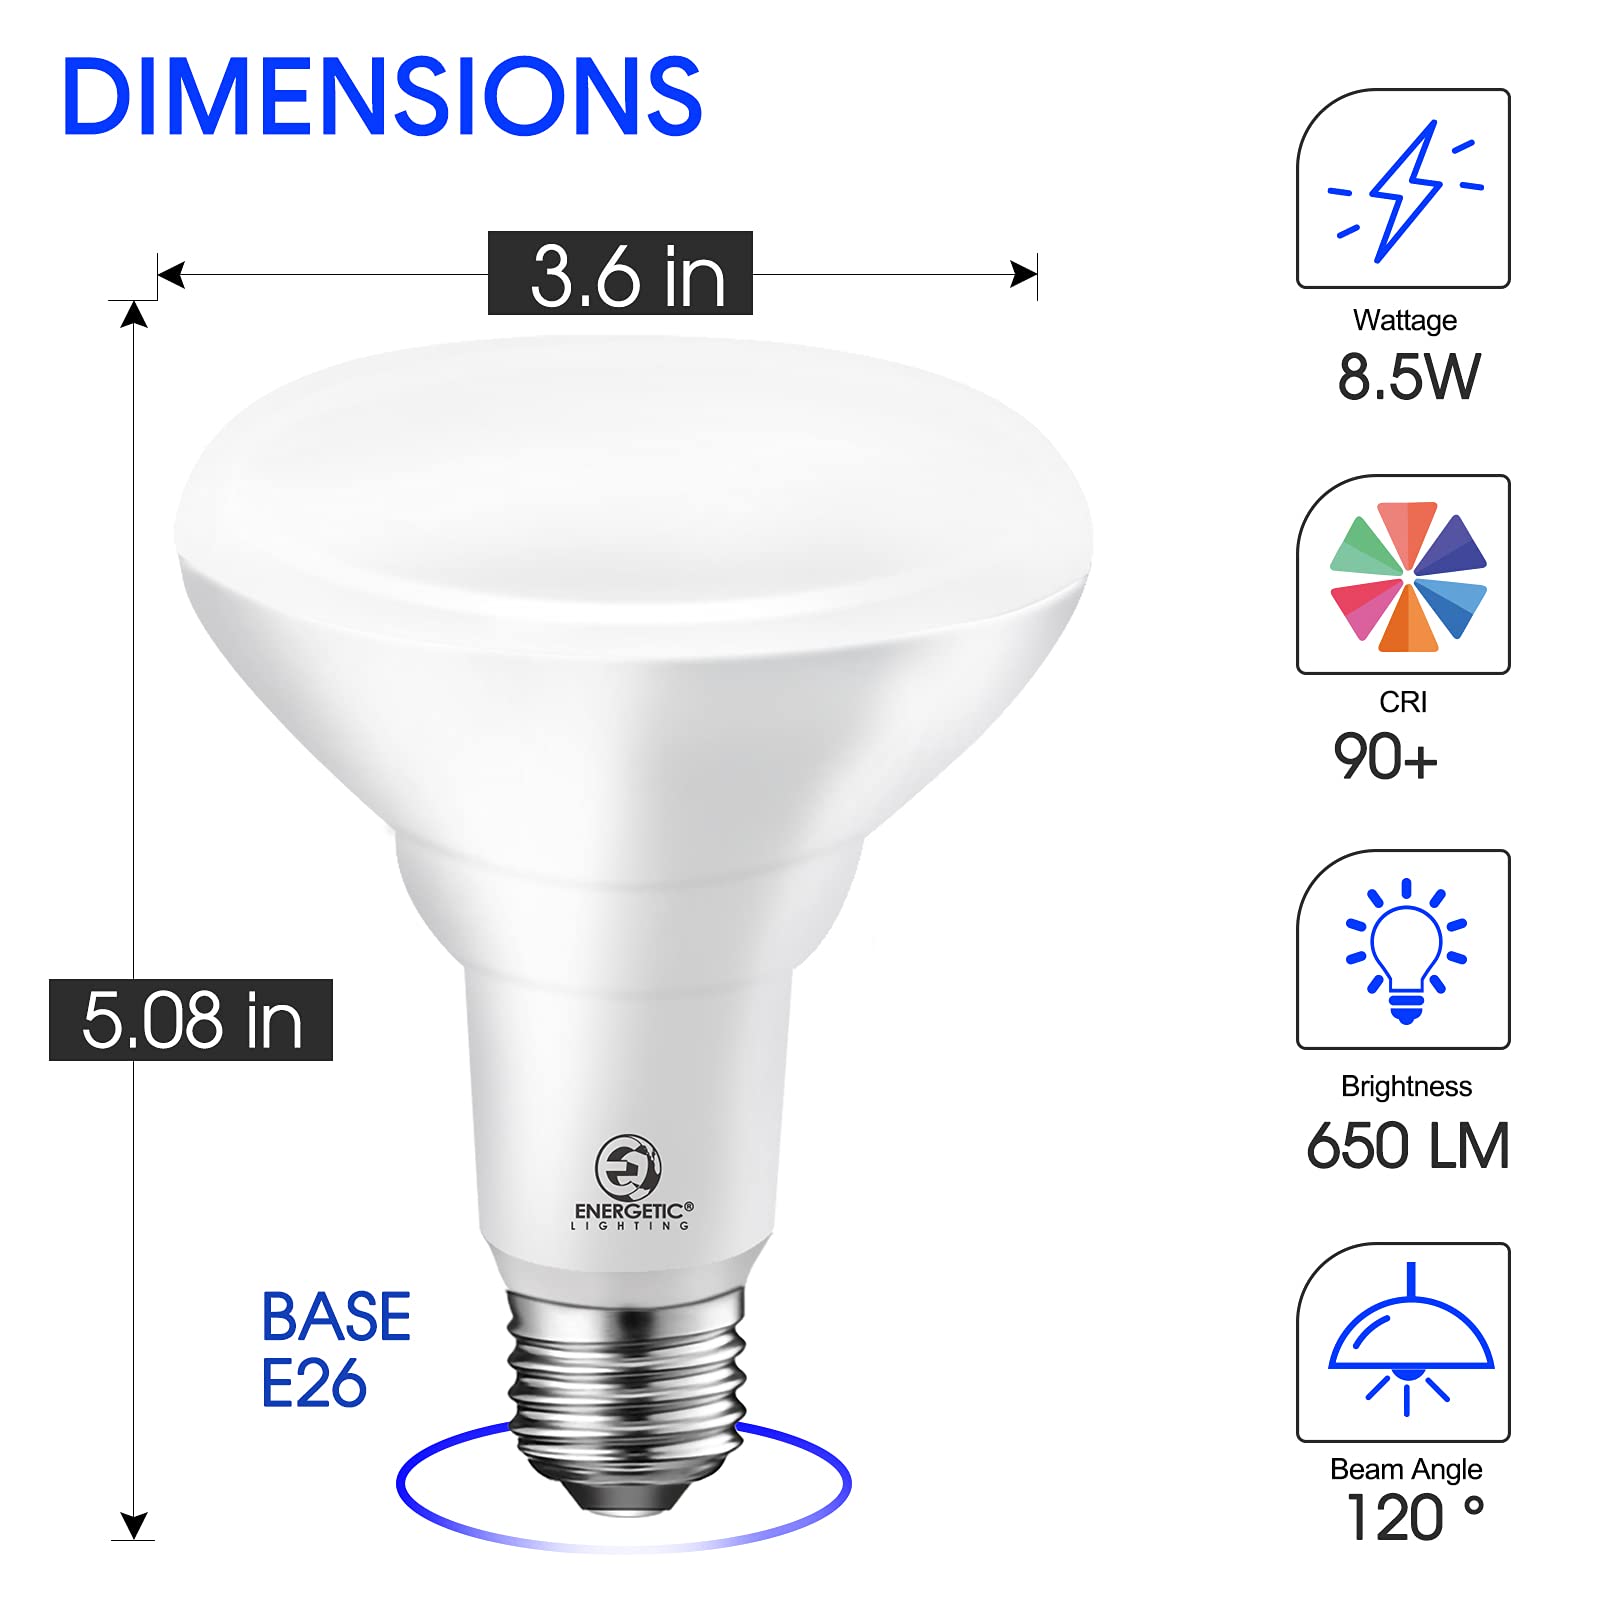 DIMENSIONS
3.6 in
5.08 in
ENERGETIC®
LIGHTING
BASE
E26
Wattage
8.5W
CRI
90+
Brightness
650 LM
Beam Angle
120 °